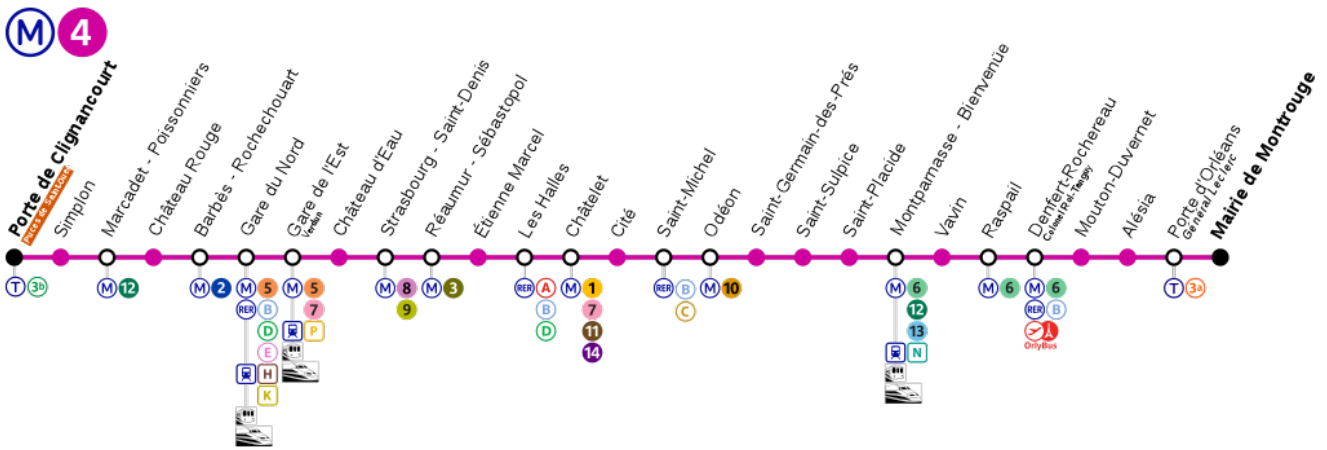 M 4
Porte de Clignancourt
Puces de Saint-Ouen
Simplon
Marcadet - Poissonniers
Château Rouge
Barbès - Rochechouart
Gare du Nord
Gare de l'Est
Verdun
Château d'Eau
Strasbourg - Saint-Denis
Réaumur - Sébastopol
Étienne Marcel
Les Halles
Châtelet
Cité
Saint-Michel
Odéon
Saint-Germain-des-Prés
Saint-Sulpice
Saint-Placide
Montparnasse - Bienvenüe
Vavin
Raspail
Denfert-Rochereau
Colonel Rol-Tanguy
Mouton-Duvernet
Alésia
Porte d'Orléans
Général Leclerc
Mairie de Montrouge
T 3b
M 12
M 2
M 5
RER B
D
E
H
K
M 5
7
P
M 8
9
M 3
RER A
B
D
M 1
7
11
14
RER B
C
M 10
M 6
12
13
N
M 6
M 6
RER B
OrlyBus
T 3a